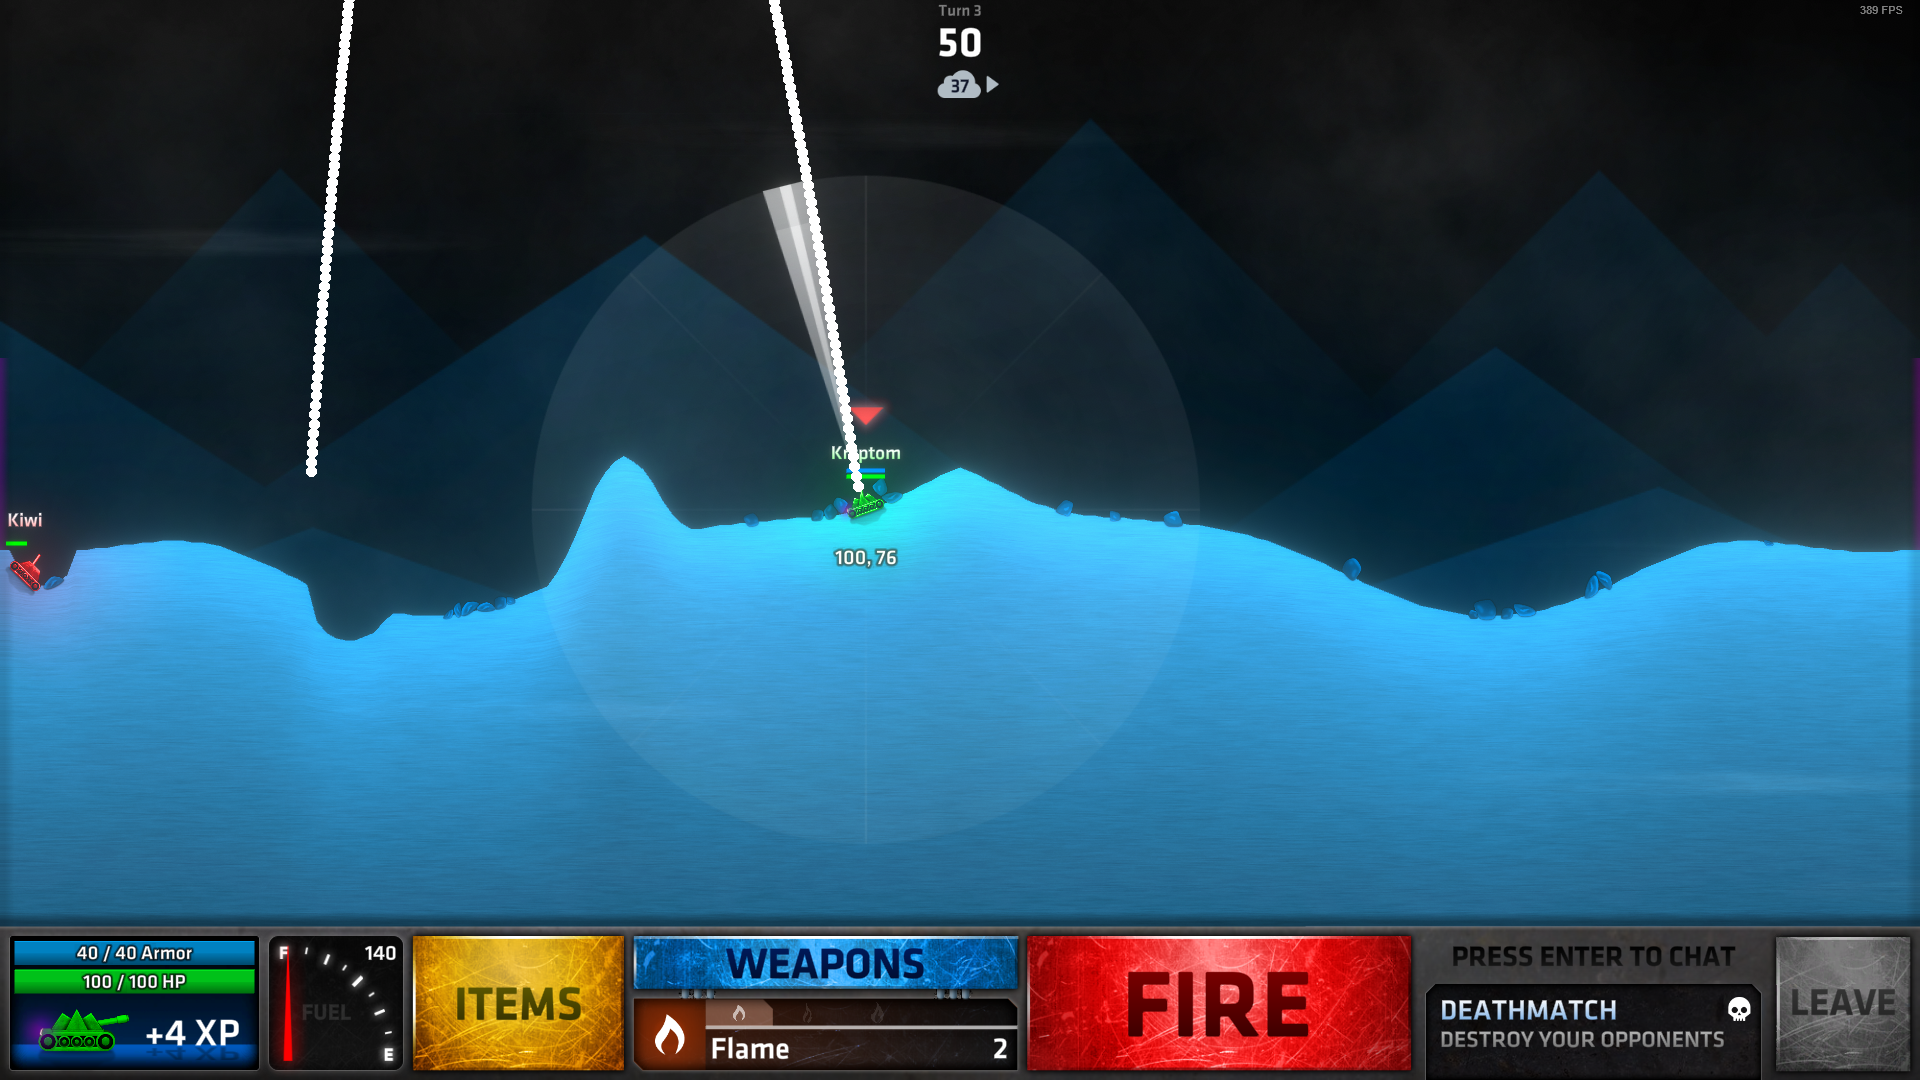 Turn 3
389 FPS
50
37
Kiwi
100, 76
40 / 40 Armor
100 / 100 HP
+4 XP
F
140
FUEL
E
ITEMS
WEAPONS
Flame
2
FIRE
PRESS ENTER TO CHAT
DEATHMATCH
DESTROY YOUR OPPONENTS
LEAVE